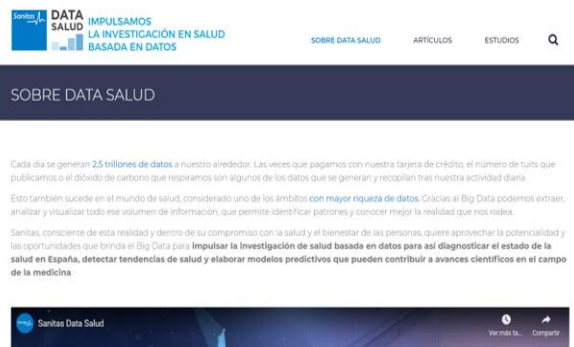 Sanitas
DATA
SALUD
IMPULSAMOS
LA INVESTIGACIÓN EN SALUD
BASADA EN DATOS
SOBRE DATA SALUD
ARTÍCULOS
ESTUDIOS
SOBRE DATA SALUD
Cada día se generan 2,5 trillones de datos a nuestro alrededor. Las veces que pagamos con nuestra tarjeta de crédito, el número de tuits que
publicamos o el dióxido de carbono que respiramos son algunos de los datos que se generan y recopilan tras nuestra actividad diaria.
Esto también sucede en el mundo de salud, considerado uno de los ámbitos con mayor riqueza de datos. Gracias al Big Data podemos extraer,
analizar y visualizar todo ese volumen de información, que permite identificar patrones y conocer mejor la realidad que nos rodea.
Sanitas, consciente de esta realidad y dentro de su compromiso con la salud y el bienestar de las personas, quiere aprovechar la potencialidad y
las oportunidades que brinda el Big Data para impulsar la investigación de salud basada en datos para así diagnosticar el estado de la
salud en España, detectar tendencias de salud y elaborar modelos predictivos que pueden contribuir a avances científicos en el campo
de la medicina
Sanitas Data Salud
Ver más ta...
Compartir